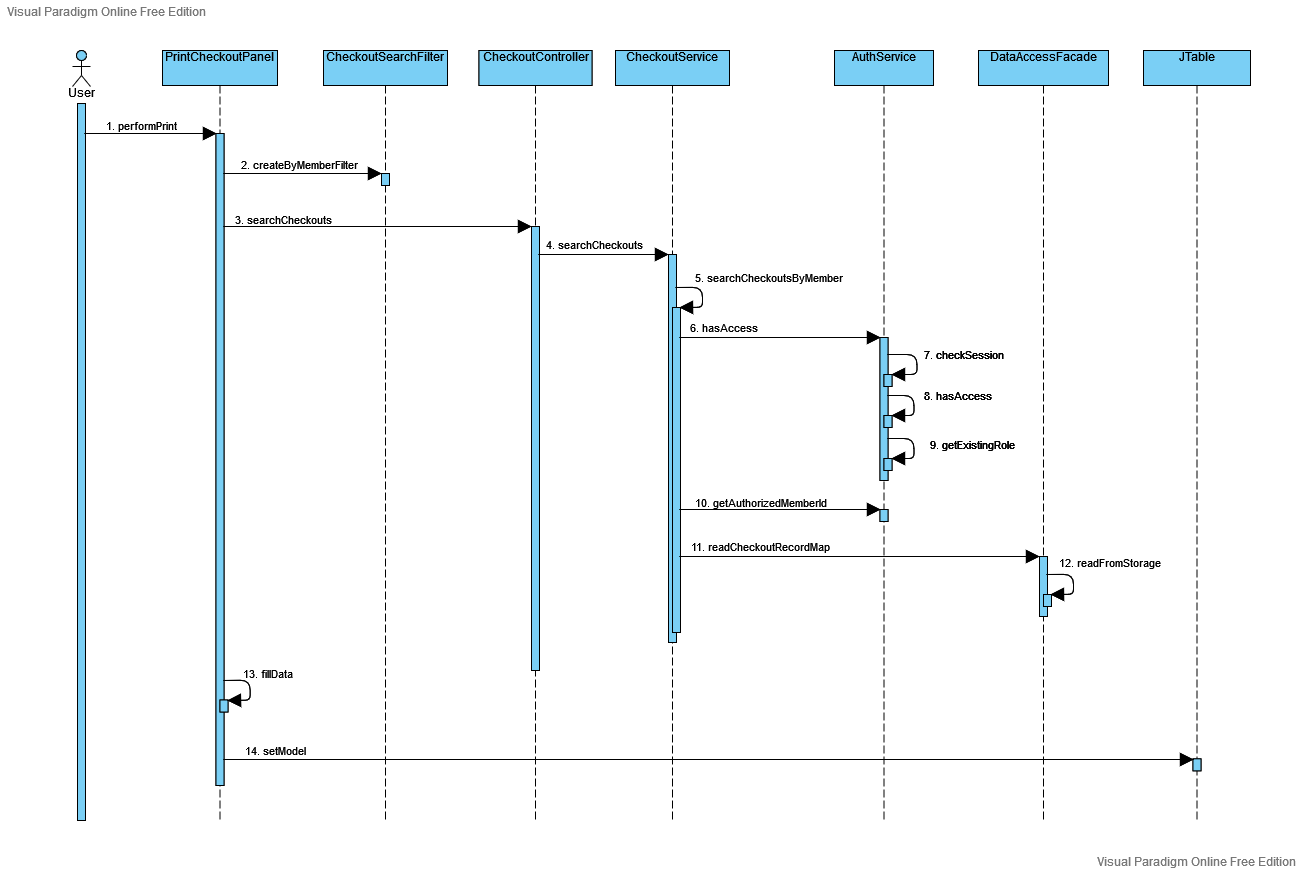 Visual Paradigm Online Free Edition
PrintCheckoutPanel
CheckoutSearchFilter
CheckoutController
CheckoutService
AuthService
DataAccessFacade
JTable
User
1. performPrint
2. createByMemberFilter
3. searchCheckouts
4. searchCheckouts
5. searchCheckoutsByMember
6. hasAccess
7. checkSession
8. hasAccess
9. getExistingRole
10. getAuthorizedMemberId
11. readCheckoutRecordMap
12. readFromStorage
13. fillData
14. setModel
Visual Paradigm Online Free Edition